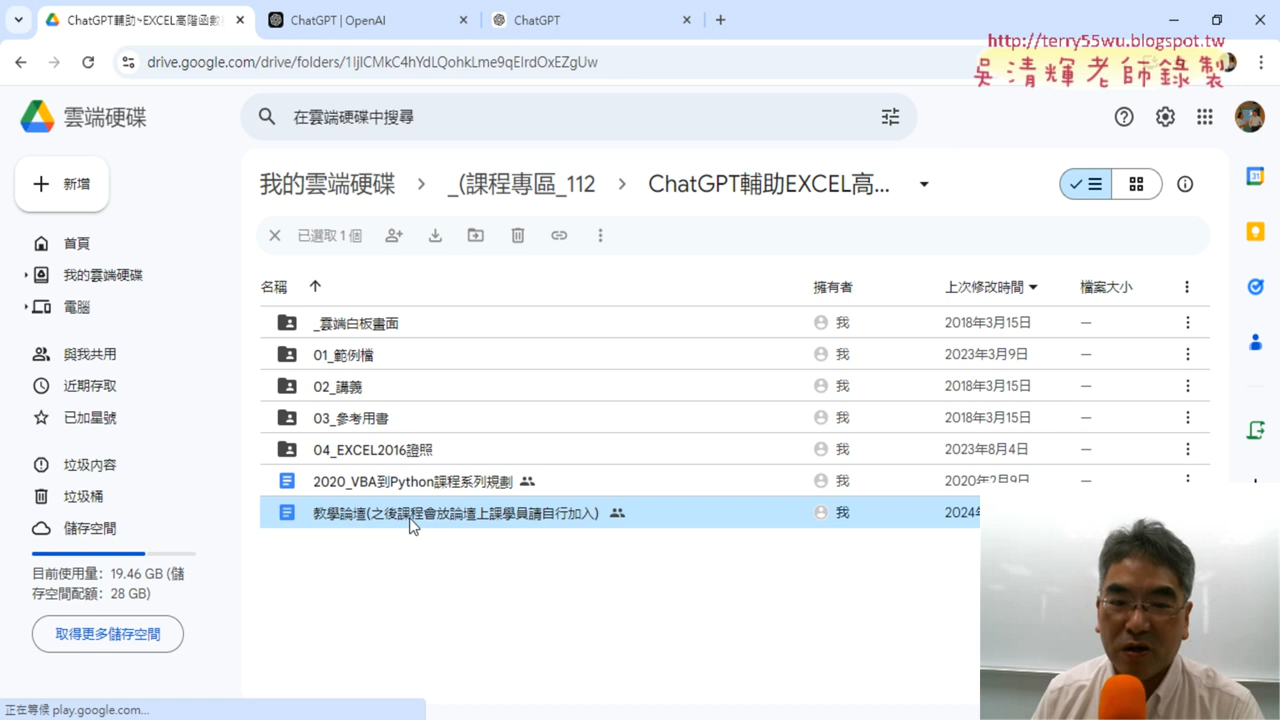 ChatGPT輔助~EXCEL高階函數
ChatGPT | OpenAI
ChatGPT
http://terry55wu.blogspot.tw
吳清輝老師錄製
雲端硬碟
在雲端硬碟中搜尋
新增
我的雲端硬碟 > _(課程專區_112 > ChatGPT輔助EXCEL高...
已選取 1 個
首頁
我的雲端硬碟
電腦
與我共用
近期存取
已加星號
垃圾內容
垃圾桶
儲存空間
目前使用量：19.46 GB (儲
存空間配額：28 GB)
取得更多儲存空間
名稱 擁有者 上次修改時間 檔案大小
_雲端白板畫面 我 2018年3月15日 —
01_範例檔 我 2023年3月9日 —
02_講義 我 2018年3月15日 —
03_參考用書 我 2018年3月15日 —
04_EXCEL2016證照 我 2023年8月4日 —
2020_VBA到Python課程系列規劃 我 2020年2月9日
教學論壇(之後課程會放論壇上課學員請自行加入) 我 2024
31
正在等候 play.google.com...